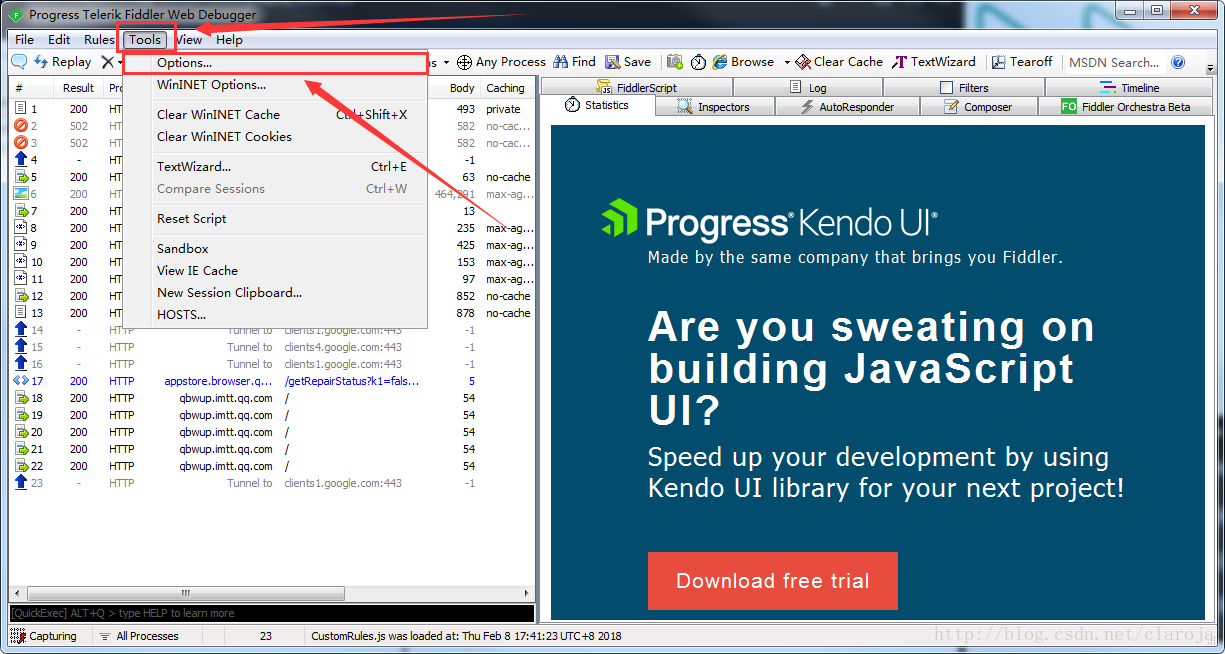 Progress Telerik Fiddler Web Debugger
File Edit Rules Tools View Help
Replay Any Process Find Save Browse Clear Cache TextWizard Tearoff MSDN Search...
Options...
WinINET Options...
Clear WinINET Cache Ctrl+Shift+X
Clear WinINET Cookies
TextWizard... Ctrl+E
Compare Sessions Ctrl+W
Reset Script
Sandbox
View IE Cache
New Session Clipboard...
HOSTS...
# Result Body Caching
1 200 HT 493 private
2 502 HT 582 no-cac...
3 502 HT 582 no-cac...
4 - HT -1
5 200 HT 63 no-cache
6 200 HT 464,291 max-ag...
7 200 HT 13
8 200 HT 235 max-ag...
9 200 HT 425 max-ag...
10 200 HT 153 max-ag...
11 200 HT 97 max-ag...
12 200 HT 852 no-cache
13 200 HT 878 no-cache
14 - HTTP Tunnel to clients1.google.com:443 -1
15 - HTTP Tunnel to clients4.google.com:443 -1
16 - HTTP Tunnel to clients1.google.com:443 -1
17 200 HTTP appstore.browser.q... /getRepairStatus?k1=fals... 5
18 200 HTTP qbwup.imtt.qq.com / 54
19 200 HTTP qbwup.imtt.qq.com / 54
20 200 HTTP qbwup.imtt.qq.com / 54
21 200 HTTP qbwup.imtt.qq.com / 54
22 200 HTTP qbwup.imtt.qq.com / 54
23 - HTTP Tunnel to clients1.google.com:443 -1
FiddlerScript Log Filters Timeline
Statistics Inspectors AutoResponder Composer FO Fiddler Orchestra Beta
Progress® Kendo UI®
Made by the same company that brings you Fiddler.
Are you sweating on
building JavaScript
UI?
Speed up your development by using
Kendo UI library for your next project!
Download free trial
[QuickExec] ALT+Q > type HELP to learn more
Capturing All Processes 23 CustomRules.js was loaded at: Thu Feb 8 17:41:23 UTC+8 2018
http://blog.csdn.net/claroja